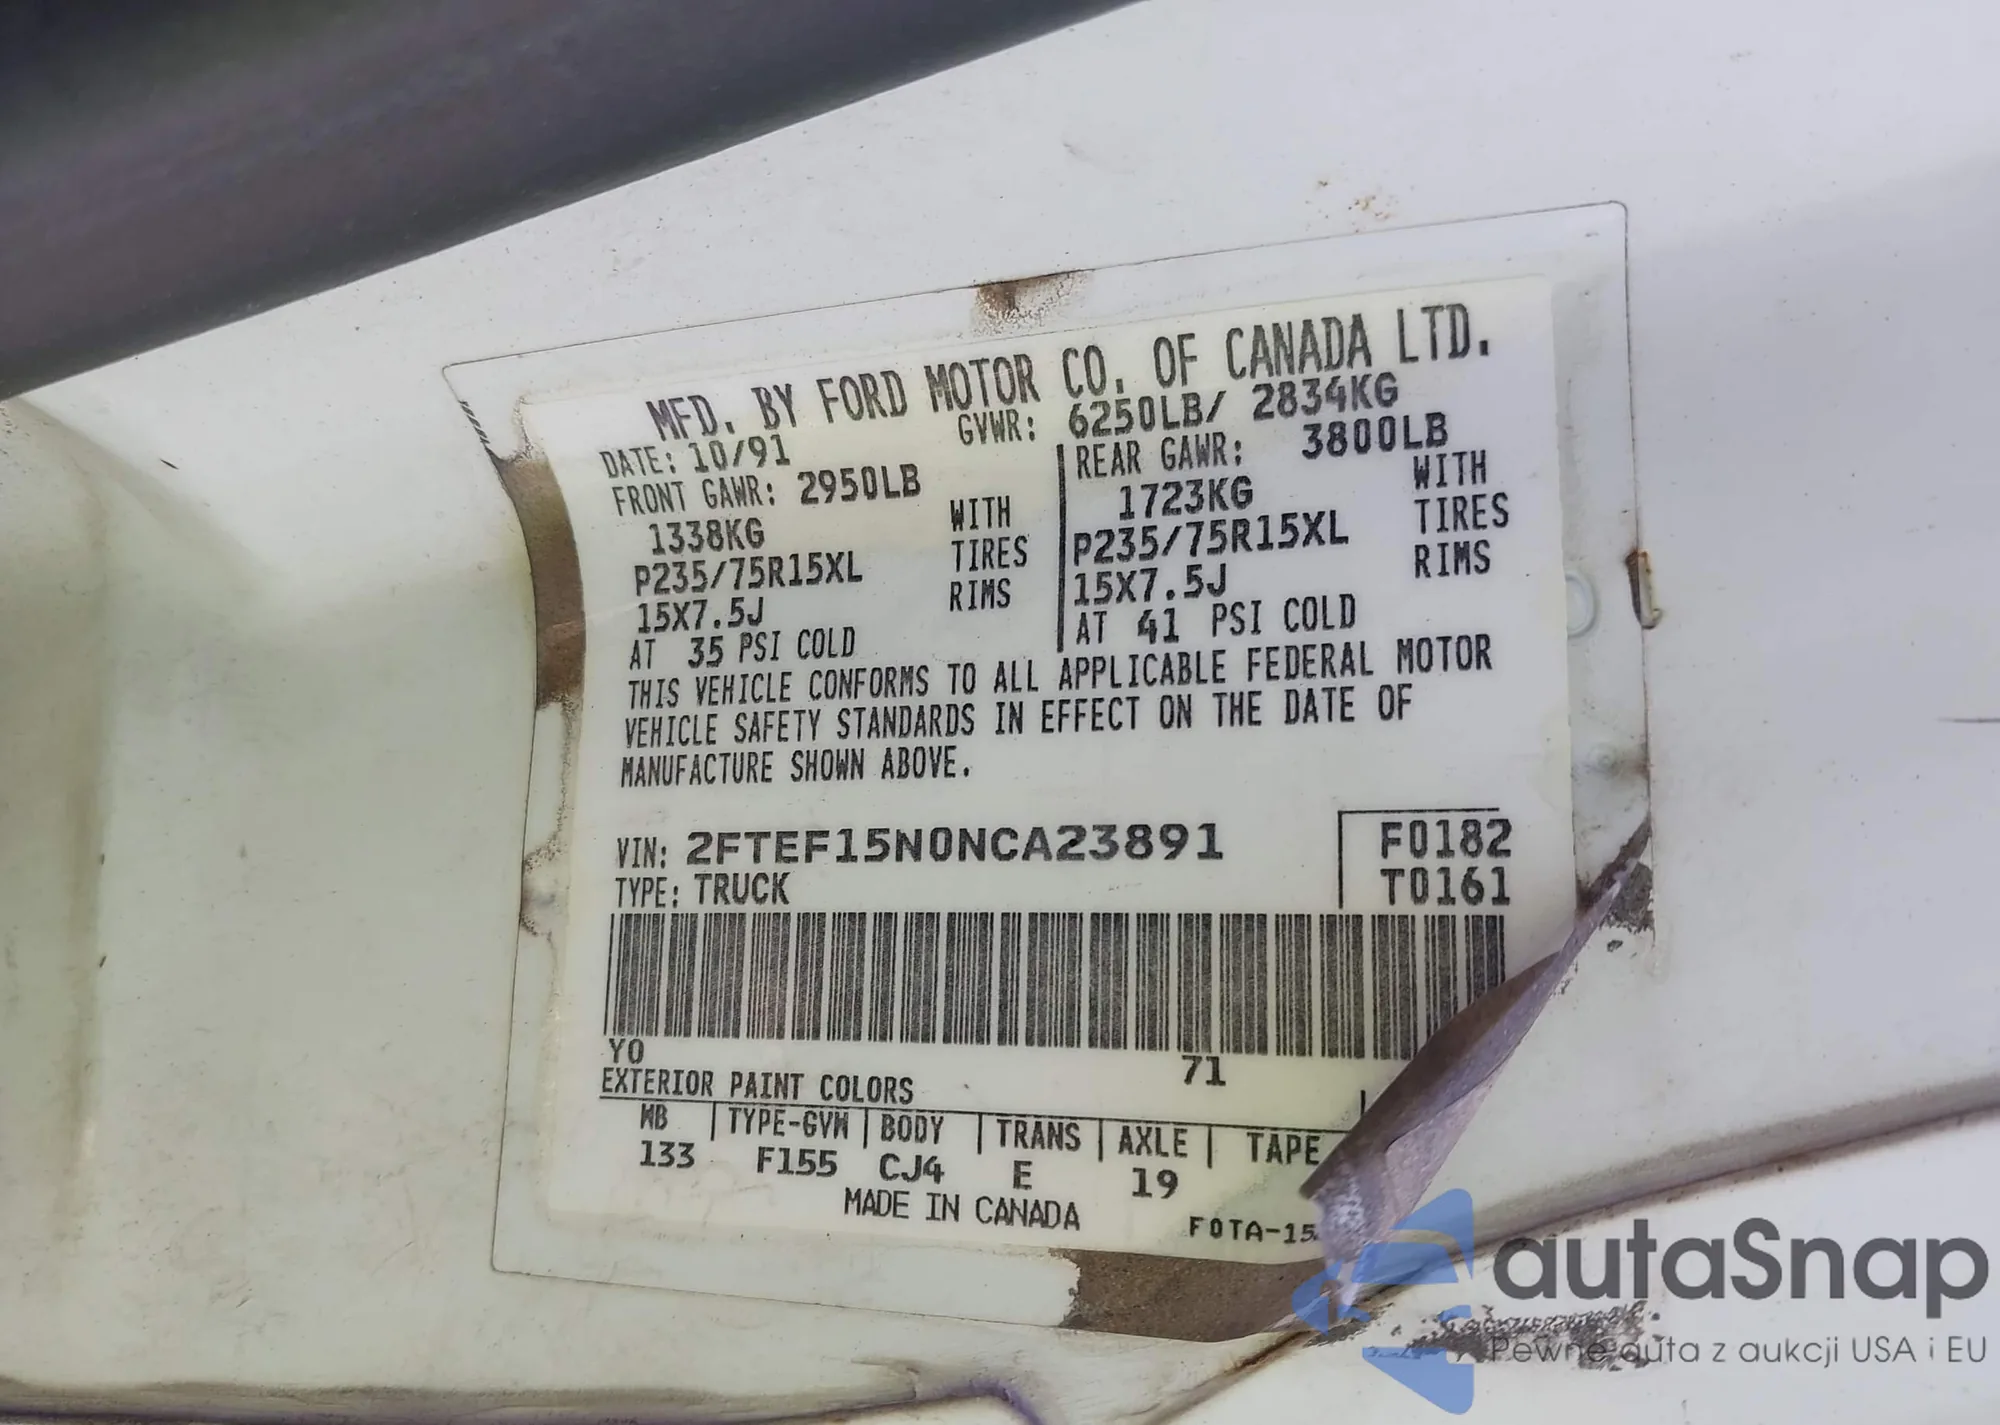 MFD. BY FORD MOTOR CO. OF CANADA LTD.
DATE: 10/91 GVWR: 6250LB/ 2834KG
FRONT GAWR: 2950LB REAR GAWR: 3800LB
1338KG WITH 1723KG WITH
P235/75R15XL TIRES P235/75R15XL TIRES
15X7.5J RIMS 15X7.5J RIMS
AT 35 PSI COLD AT 41 PSI COLD
THIS VEHICLE CONFORMS TO ALL APPLICABLE FEDERAL MOTOR
VEHICLE SAFETY STANDARDS IN EFFECT ON THE DATE OF
MANUFACTURE SHOWN ABOVE.
VIN: 2FTEF15N0NCA23891 F0182
TYPE: TRUCK T0161
YO 71
EXTERIOR PAINT COLORS
WB TYPE-GVM BODY TRANS AXLE TAPE
133 F155 CJ4 E 19
MADE IN CANADA
F0TA-15
autaSnap
Pewne auta z aukcji USA i EU